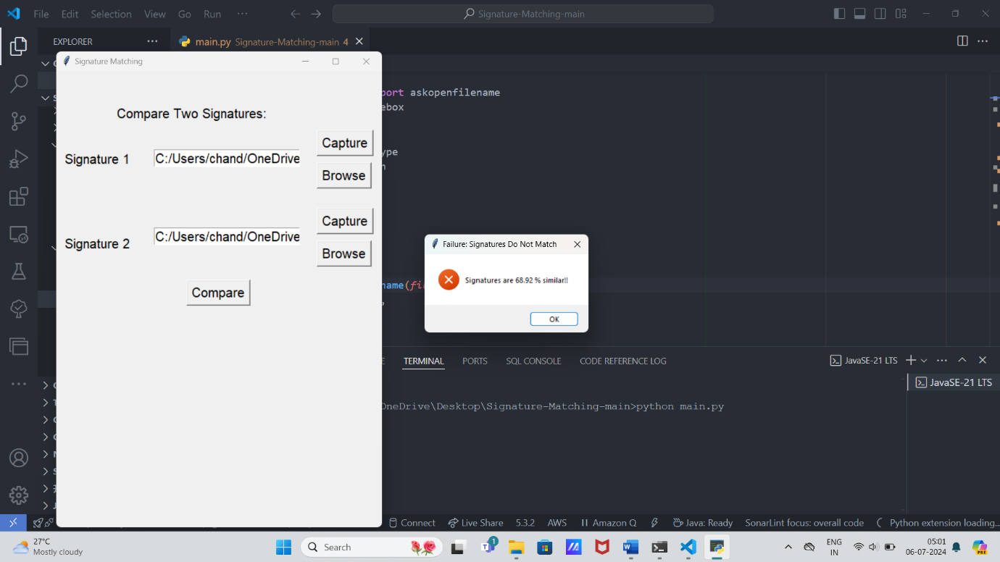 File Edit Selection View Go Run ···
Signature-Matching-main
EXPLORER ···
main.py Signature-Matching-main 4
Signature Matching
port askopenfilename
ebox
Compare Two Signatures:
Capture
ype
Signature 1 C:/Users/chand/OneDrive
Browse
Capture
Signature 2 C:/Users/chand/OneDrive
Browse
Failure: Signatures Do Not Match
Signatures are 68.92 % similar!!
OK
name(fi
Compare
TERMINAL PORTS SQL CONSOLE CODE REFERENCE LOG
JavaSE-21 LTS
JavaSE-21 LTS
OneDrive\Desktop\Signature-Matching-main>python main.py
Connect Live Share 5.3.2 AWS Amazon Q Java: Ready SonarLint focus: overall code Python extension loading...
27°C
Mostly cloudy
Search
1
PRE
ENG
IN
05:01
06-07-2024